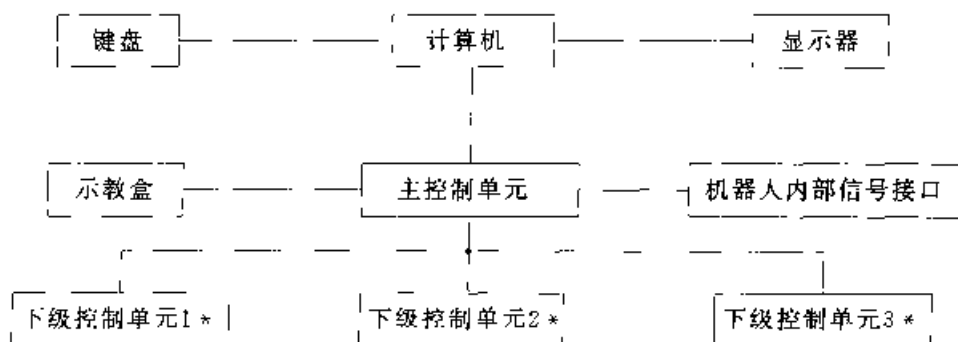 键盘
计算机
显示器
示教盒
主控制单元
机器人内部信号接口
下级控制单元1*
下级控制单元2*
下级控制单元3*